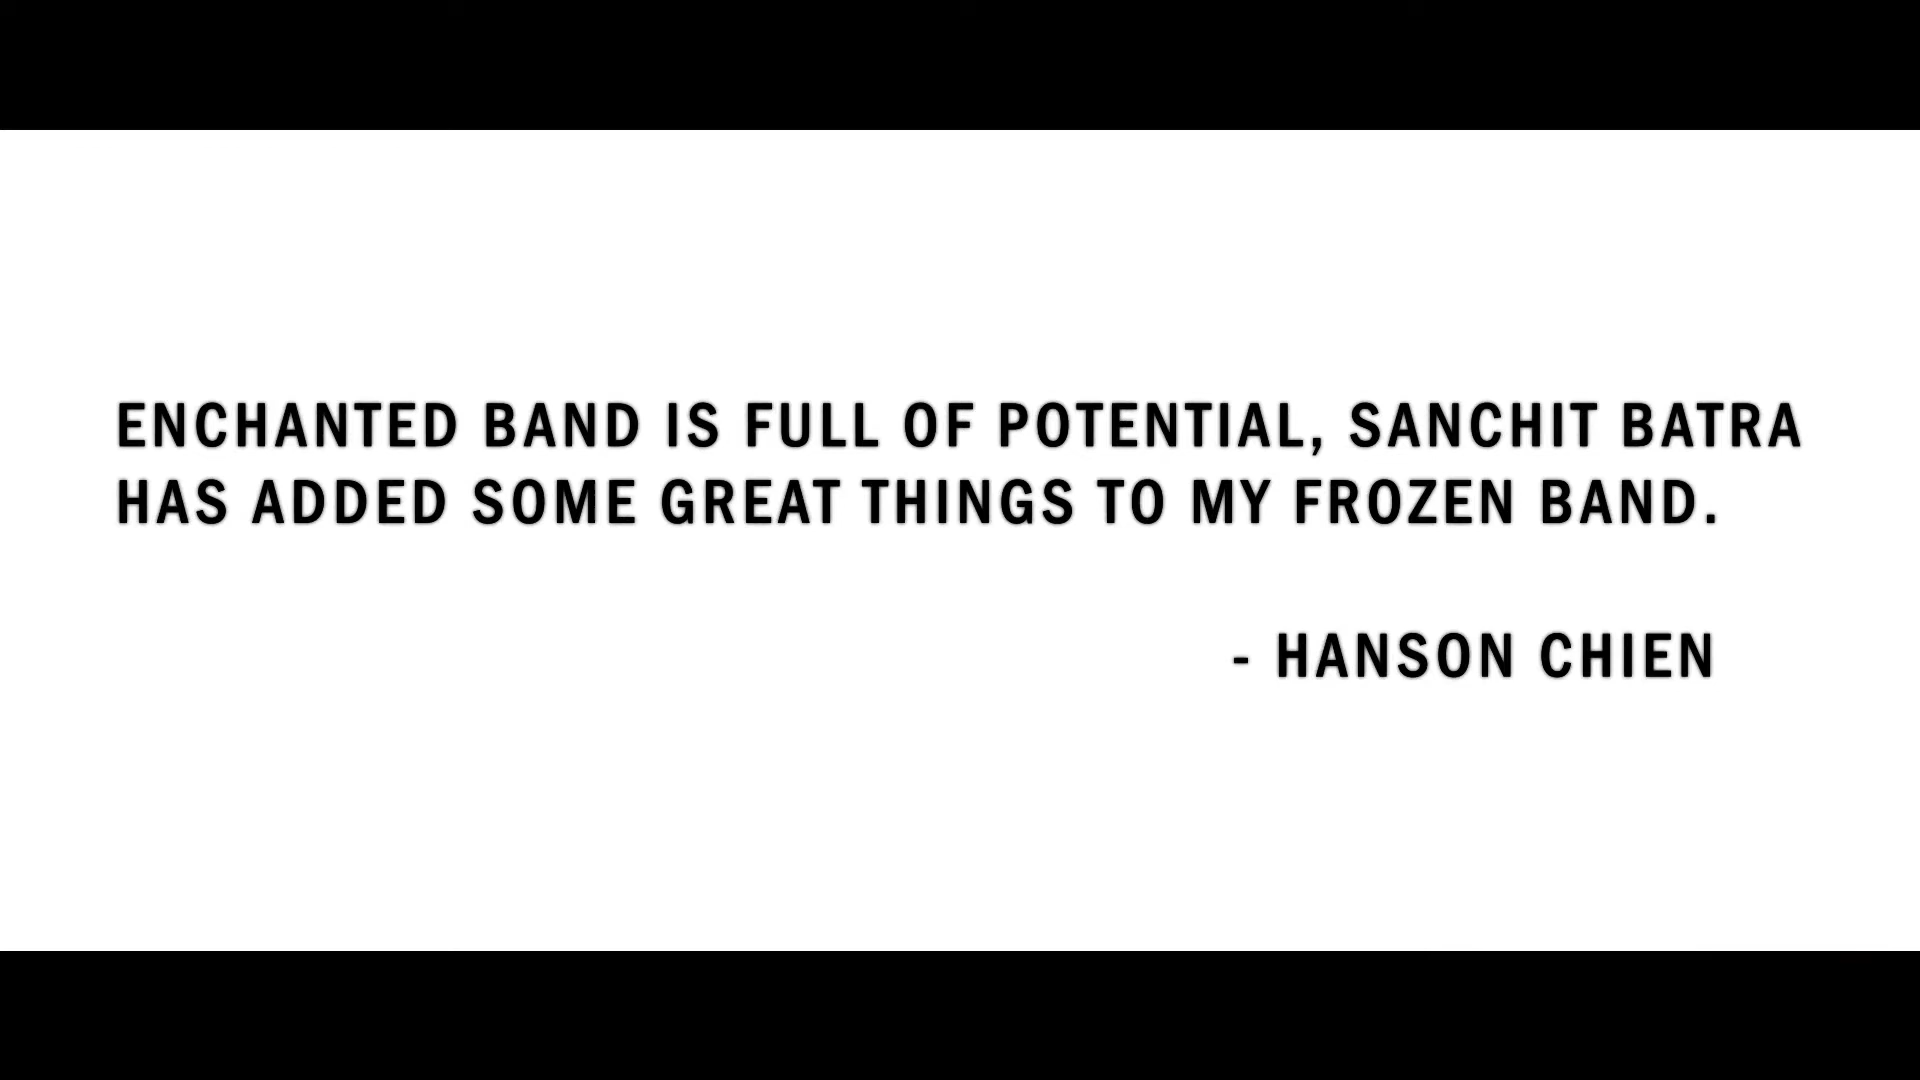 ENCHANTED BAND IS FULL OF POTENTIAL, SANCHIT BATRA
HAS ADDED SOME GREAT THINGS TO MY FROZEN BAND.
- HANSON CHIEN